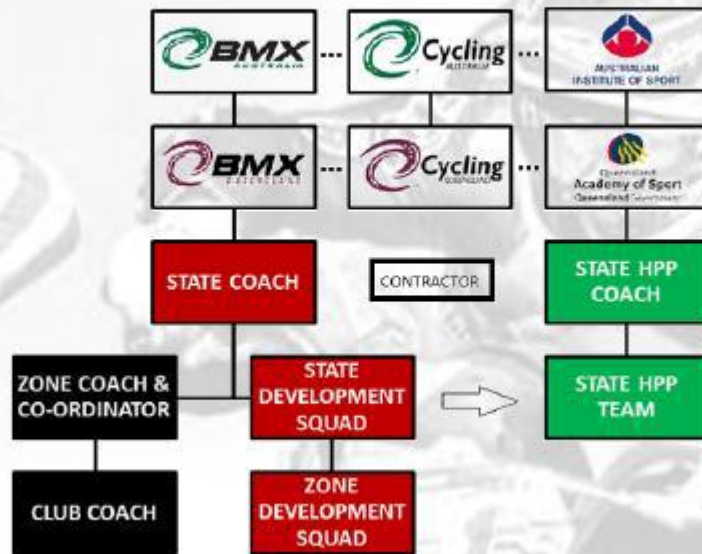 BMX
AUSTRALIA
...
Cycling
AUSTRALIA
...
AUSTRALIAN
INSTITUTE OF SPORT
BMX
QUEENSLAND
...
Cycling
QUEENSLAND
...
Queensland
Academy of Sport
Queensland Government
STATE COACH
CONTRACTOR
STATE HPP
COACH
ZONE COACH &
CO-ORDINATOR
STATE
DEVELOPMENT
SQUAD
STATE HPP
TEAM
CLUB COACH
ZONE
DEVELOPMENT
SQUAD